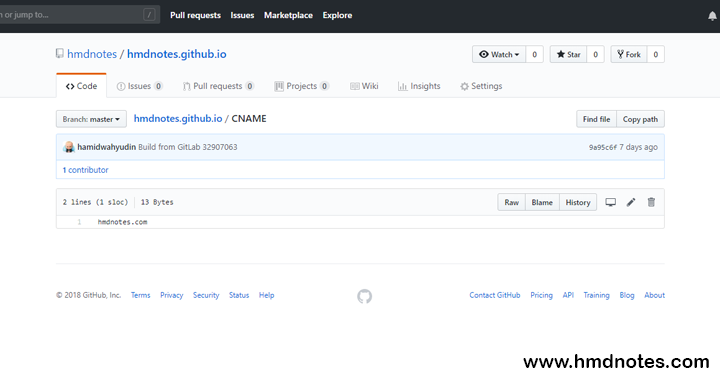 n or jump to... /
Pull requests Issues Marketplace Explore
hmdnotes / hmdnotes.github.io
Watch 0 Star 0 Fork 0
Code Issues 0 Pull requests 0 Projects 0 Wiki Insights Settings
Branch: master hmdnotes.github.io / CNAME Find file Copy path
hamidwahyudin Build from GitLab 32907063 9a95c6f 7 days ago
1 contributor
2 lines (1 sloc) 13 Bytes Raw Blame History
1 hmdnotes.com
© 2018 GitHub, Inc. Terms Privacy Security Status Help Contact GitHub Pricing API Training Blog About
www.hmdnotes.com